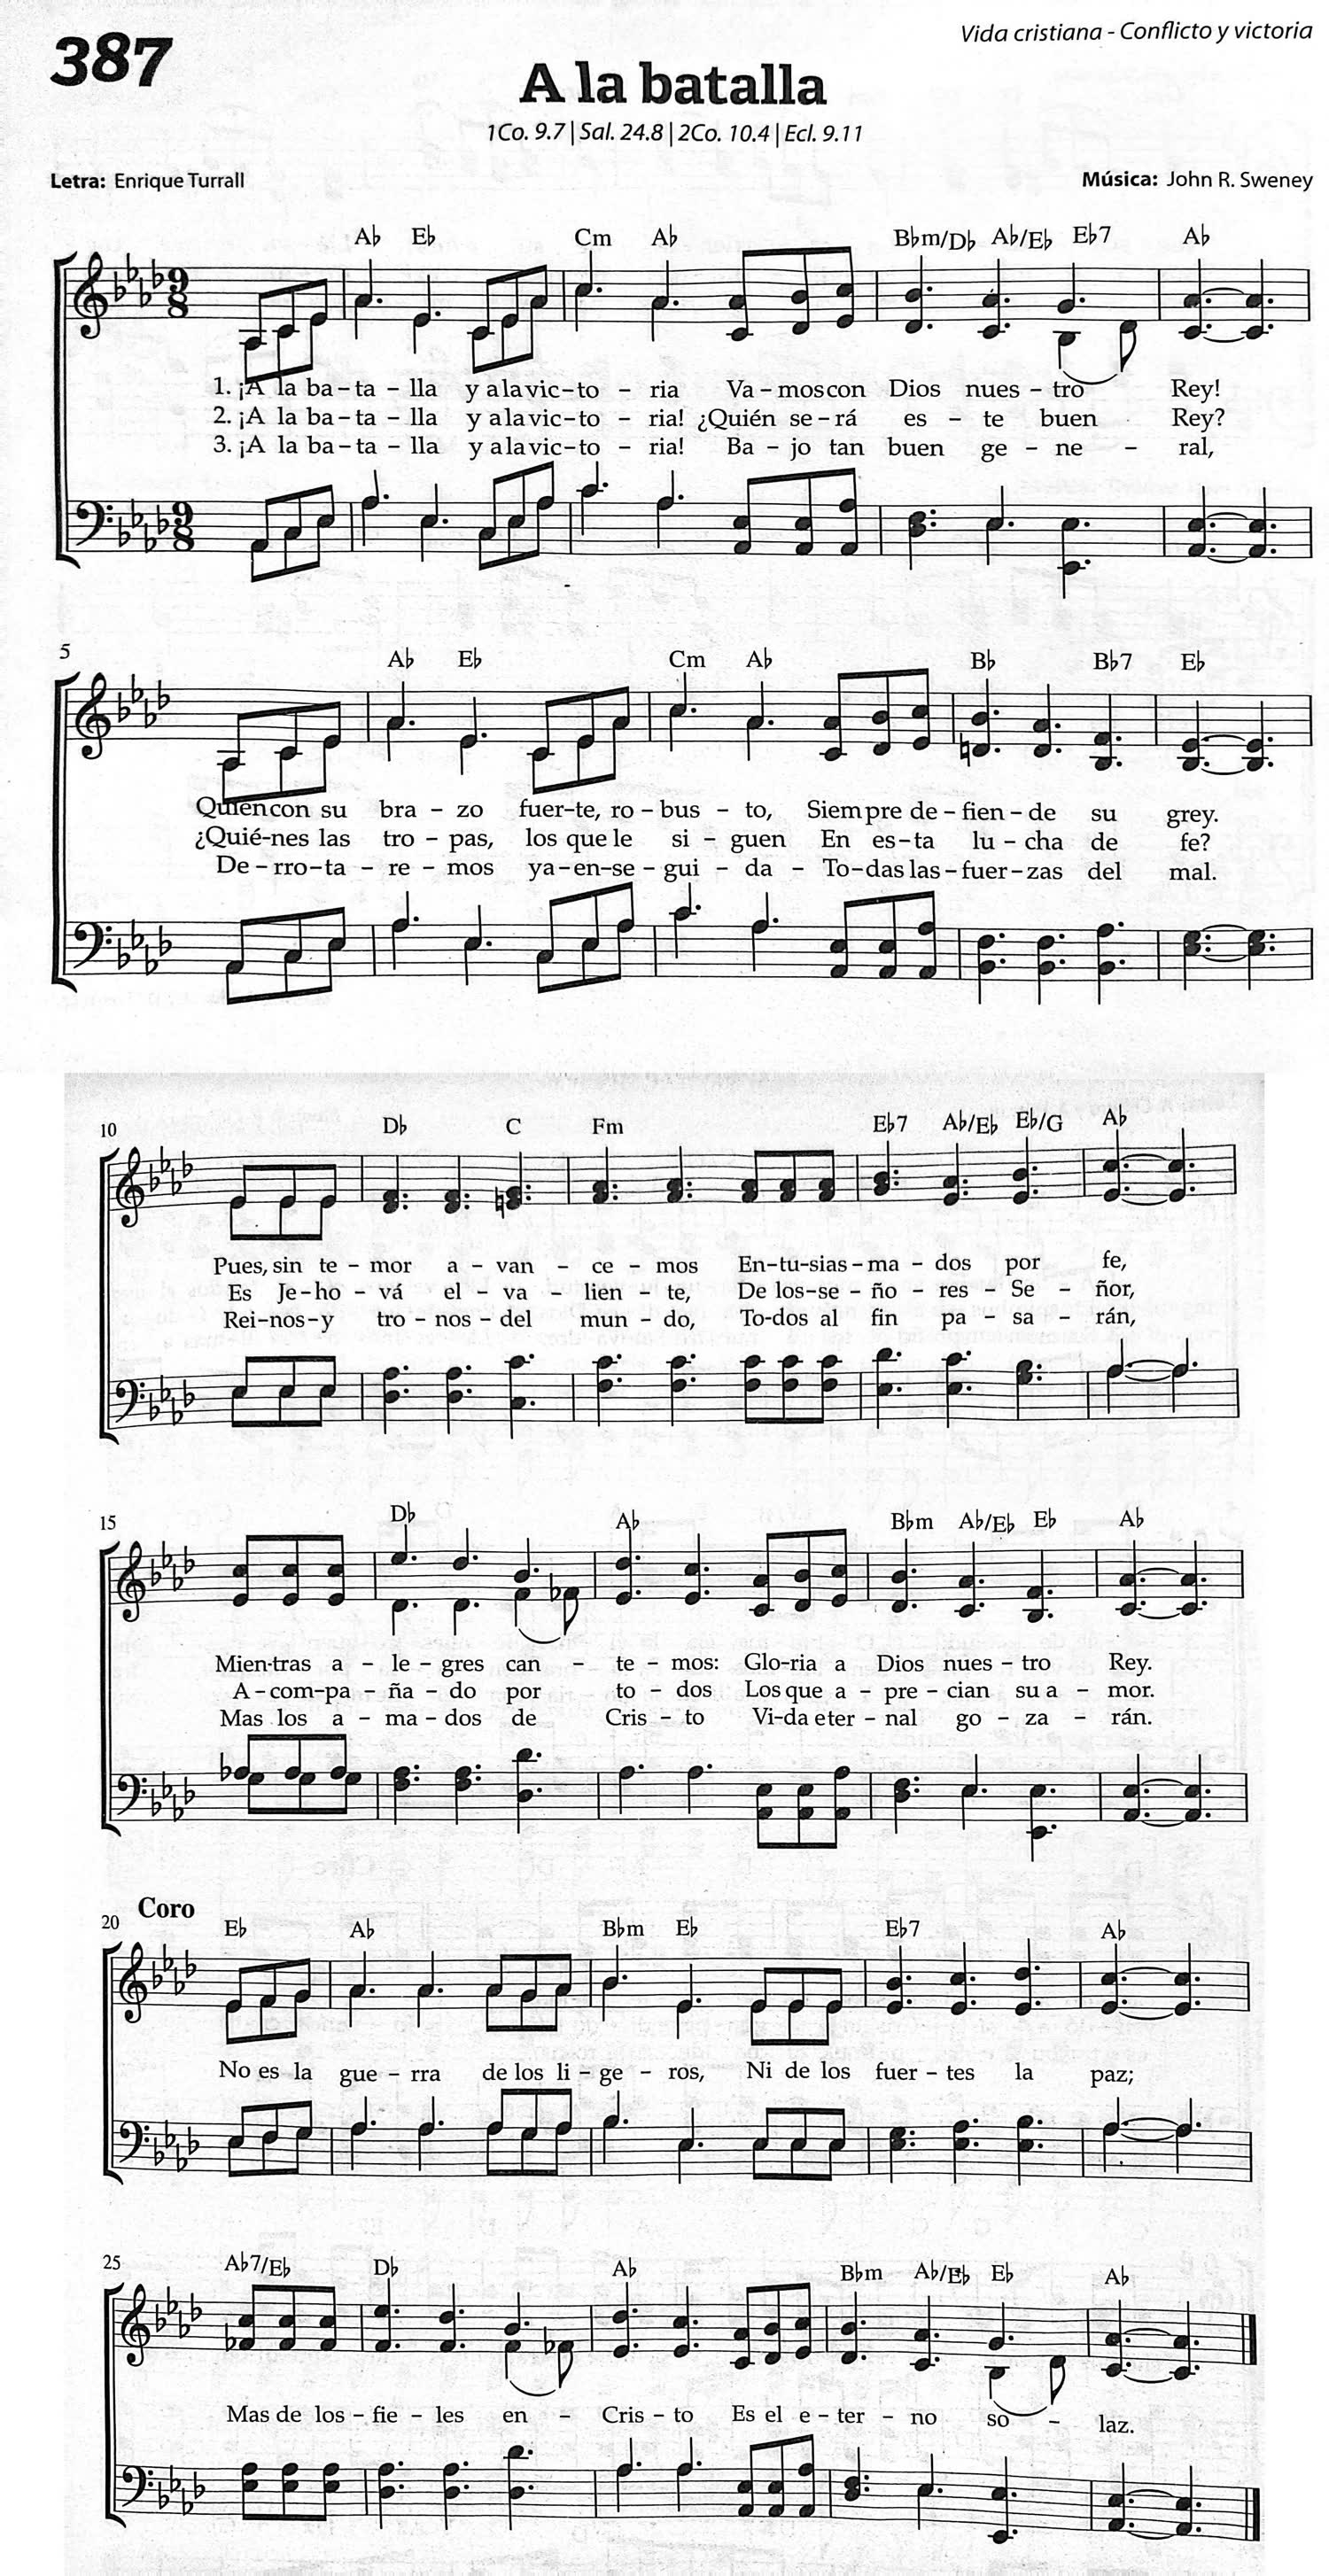 387
Vida cristiana - Conflicto y victoria
A la batalla
1Co. 9.7 | Sal. 24.8 | 2Co. 10.4 | Ecl. 9.11
Letra: Enrique Turrall
Música: John R. Sweney
A♭ E♭ Cm A♭ B♭m/D♭ A♭/E♭ E♭7 A♭
9 8
1. ¡A la ba–ta – lla y a la vic–to – ria Va – mos con Dios nues – tro Rey!
2. ¡A la ba–ta – lla y a la vic–to – ria! ¿Quién se–rá es – te buen Rey?
3. ¡A la ba–ta – lla y a la vic–to – ria! Ba – jo tan buen ge – ne – ral,
9 8
5
A♭ E♭ Cm A♭ B♭ B♭7 E♭
Quien con su bra – zo fuer–te, ro – bus – to, Siem pre de – fien – de su grey.
¿Quié–nes las tro – pas, los que le si – guen En es–ta lu – cha de fe?
De – rro–ta – re – mos ya–en–se – gui – da – To–das las – fuer – zas del mal.
10
D♭ C Fm E♭7 A♭/E♭ E♭/G A♭
Pues, sin te – mor a – van – ce – mos En–tu–sias – ma – dos por fe,
Es Je–ho – vá el – va – lien – te, De los–se – ño – res – Se – ñor,
Rei–nos–y tro – nos – del mun – do, To-dos al fin pa – sa – rán,
15
D♭ A♭ B♭m A♭/E♭ E♭ A♭
Mien-tras a – le – gres can – te – mos: Glo–ria a Dios nues – tro Rey.
A – com–pa – ña – do por to – dos Los que a – pre – cian su a – mor.
Mas los a – ma – dos de Cris – to Vi–da eter – nal go – za – rán.
Coro
20
E♭ A♭ B♭m E♭ E♭7 A♭
No es la gue – rra de los li – ge – ros, Ni de los fuer – tes la paz;
25
A♭7/E♭ D♭ A♭ B♭m A♭/E♭ E♭ A♭
Mas de los – fie – les en – Cris – to Es el e – ter – no so – laz.